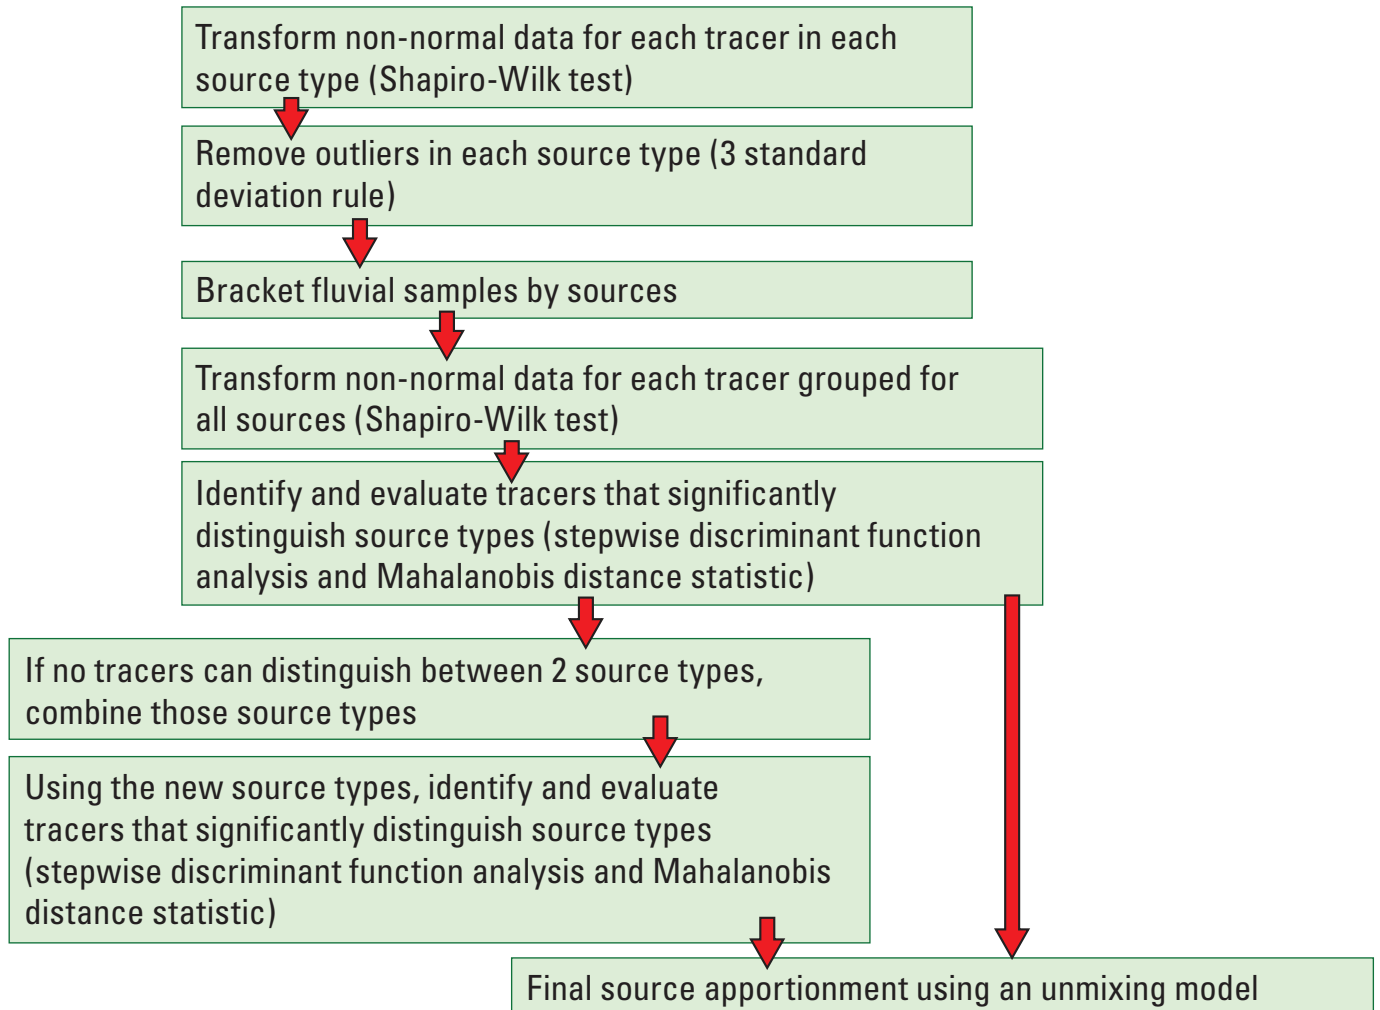 Transform non-normal data for each tracer in each
source type (Shapiro-Wilk test)
Remove outliers in each source type (3 standard
deviation rule)
Bracket fluvial samples by sources
Transform non-normal data for each tracer grouped for
all sources (Shapiro-Wilk test)
Identify and evaluate tracers that significantly
distinguish source types (stepwise discriminant function
analysis and Mahalanobis distance statistic)
If no tracers can distinguish between 2 source types,
combine those source types
Using the new source types, identify and evaluate
tracers that significantly distinguish source types
(stepwise discriminant function analysis and Mahalanobis
distance statistic)
Final source apportionment using an unmixing model